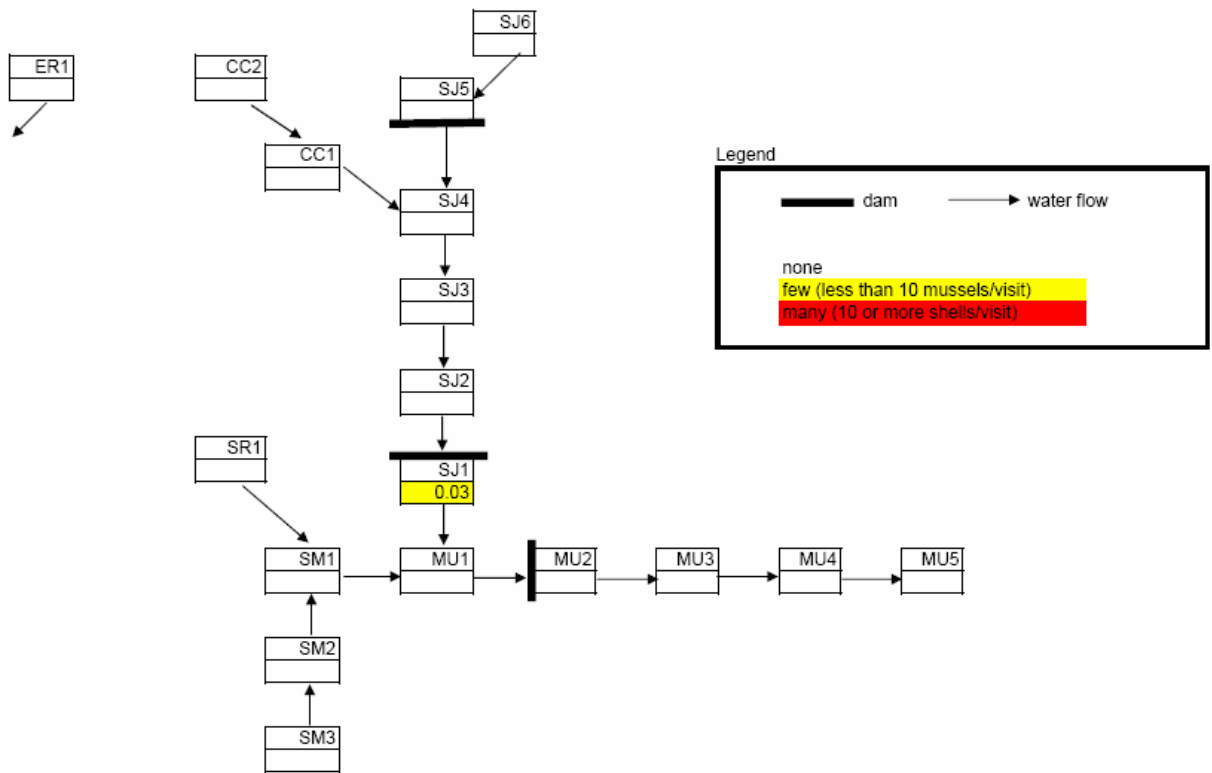 SJ6
ER1
CC2
SJ5
CC1
Legend
dam
water flow
SJ4
none
few (less than 10 mussels/visit)
many (10 or more shells/visit)
SJ3
SJ2
SR1
SJ1
0.03
SM1
MU1
MU2
MU3
MU4
MU5
SM2
SM3